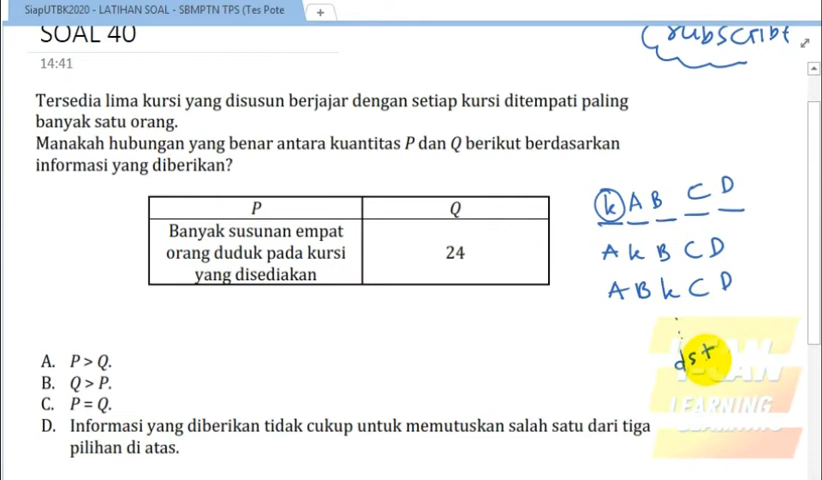 SiapUTBK2020 - LATIHAN SOAL - SBMPTN TPS (Tes Pote
+
SOAL 40
subscribt
14:41
Tersedia lima kursi yang disusun berjajar dengan setiap kursi ditempati paling
banyak satu orang.
Manakah hubungan yang benar antara kuantitas P dan Q berikut berdasarkan
informasi yang diberikan?
P Q
Banyak susunan empat
orang duduk pada kursi
yang disediakan
24
k A B C D
A k B C D
A B k C D
dst
LEARNING
A. P > Q.
B. Q > P.
C. P = Q.
D. Informasi yang diberikan tidak cukup untuk memutuskan salah satu dari tiga
pilihan di atas.